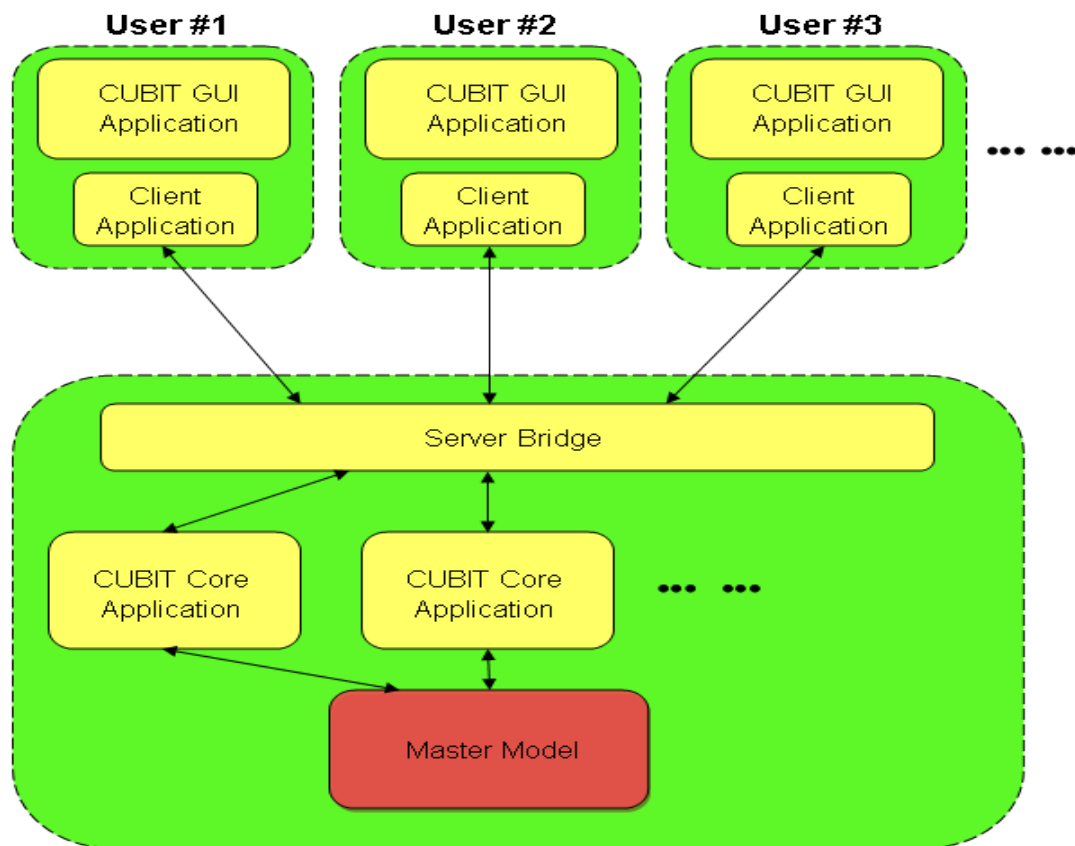 User #1
User #2
User #3
CUBIT GUI
Application
CUBIT GUI
Application
CUBIT GUI
Application
Client
Application
Client
Application
Client
Application
... ...
Server Bridge
CUBIT Core
Application
CUBIT Core
Application
... ...
Master Model